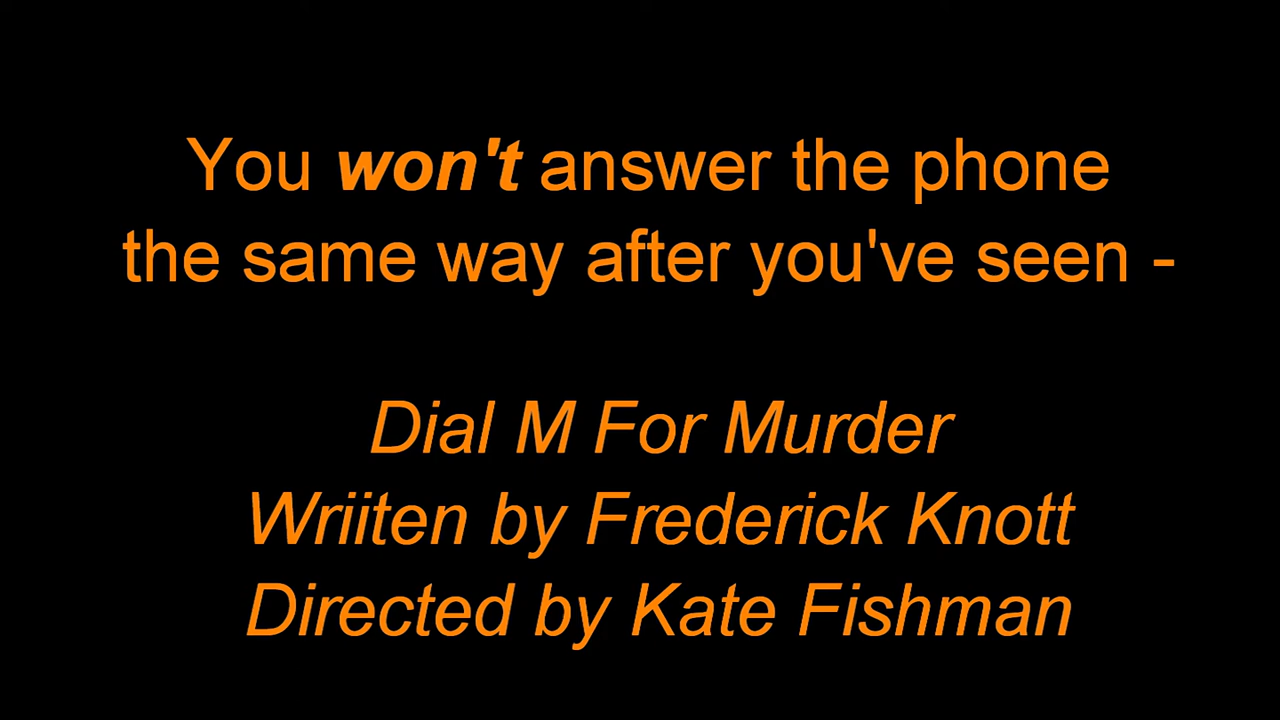 You won't answer the phone
the same way after you've seen -
Dial M For Murder
Wriiten by Frederick Knott
Directed by Kate Fishman